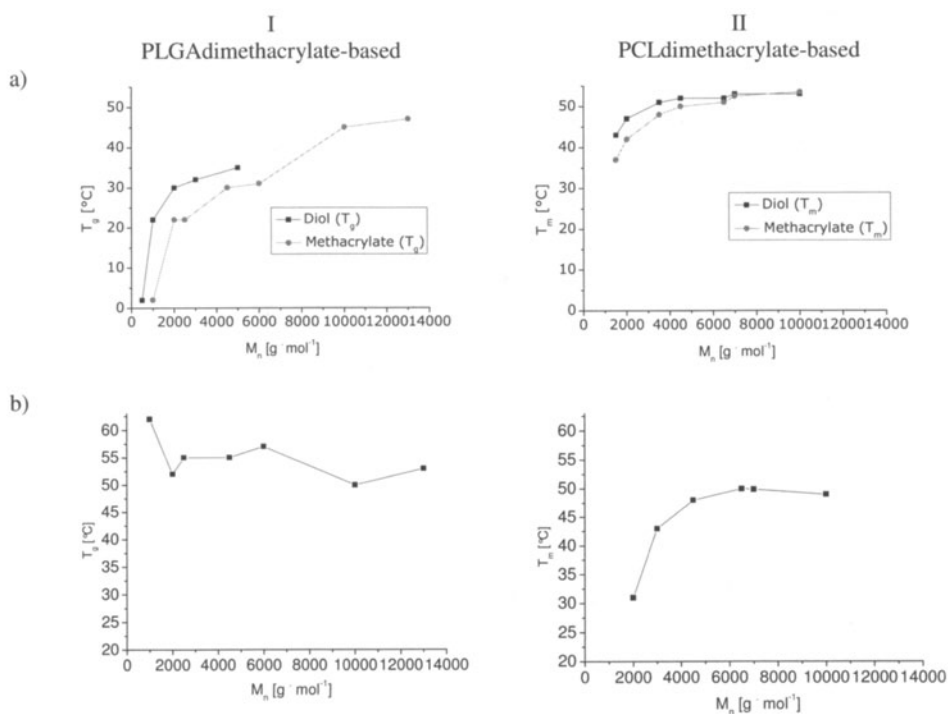 I
PLGAdimethacrylate-based
II
PCLdimethacrylate-based
a)
50
40
30
20
10
0
T_g [°C]
Diol (T_g)
Methacrylate (T_g)
0 2000 4000 6000 8000 10000 12000 14000
M_n [g · mol⁻¹]
50
40
30
20
10
0
T_m [°C]
Diol (T_m)
Methacrylate (T_m)
0 2000 4000 6000 8000 10000 12000 14000
M_n [g · mol⁻¹]
b)
60
55
50
45
40
35
30
25
20
T_g [°C]
0 2000 4000 6000 8000 10000 12000 14000
M_n [g · mol⁻¹]
60
55
50
45
40
35
30
25
20
T_m [°C]
0 2000 4000 6000 8000 10000 12000 14000
M_n [g · mol⁻¹]